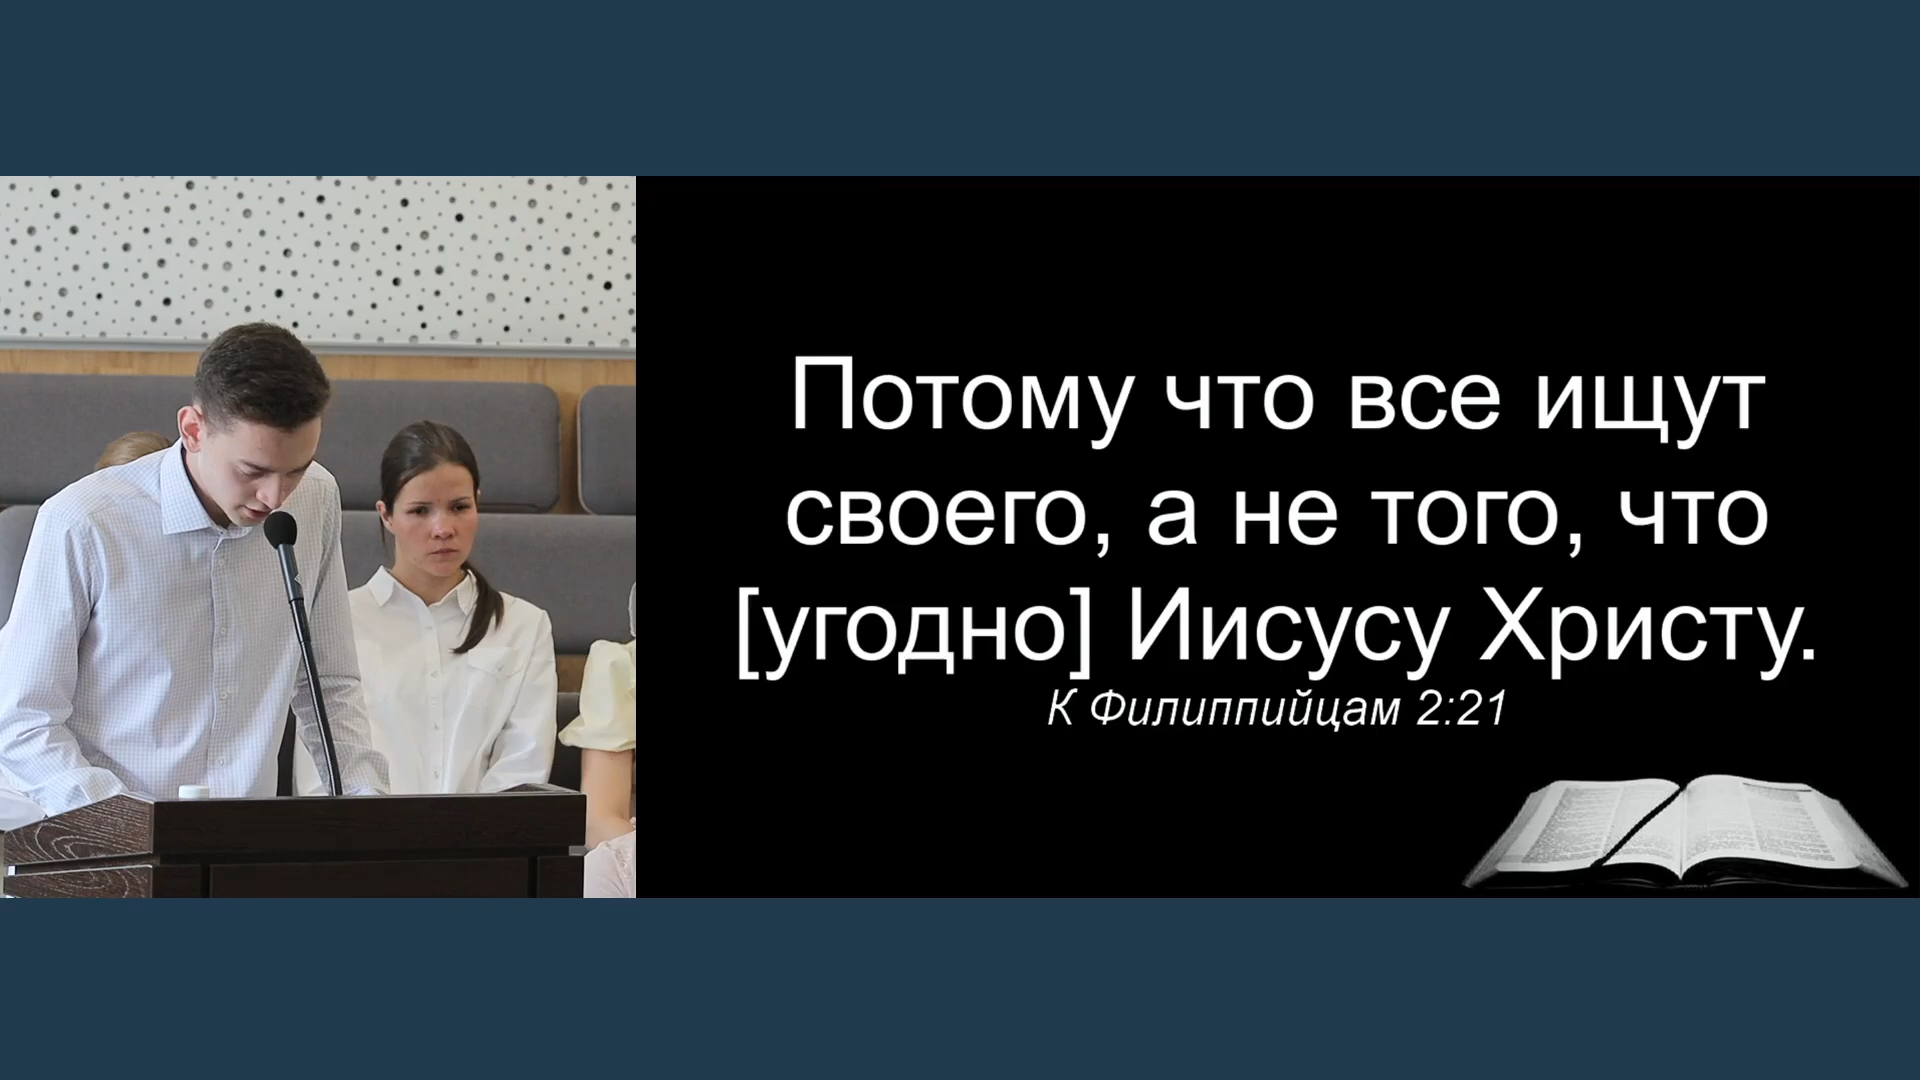 Потому что все ищут
своего, а не того, что
[угодно] Иисусу Христу.
К Филиппийцам 2:21